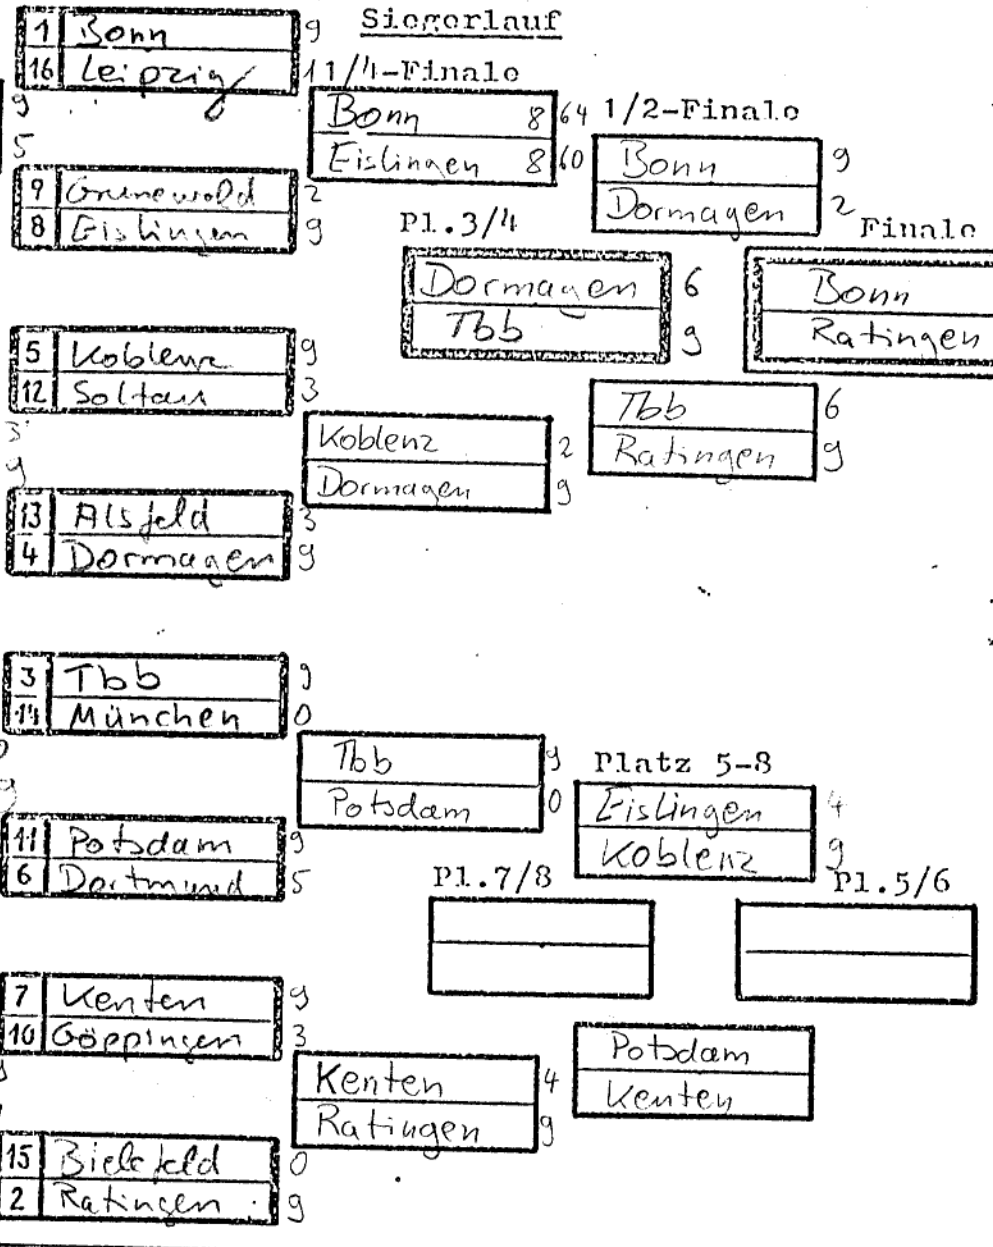 Siegerlauf
1 Bonn 9
16 Leipzig 1
1/4-Finale
9
5
Bonn 8 64
Eislingen 8 60
1/2-Finale
Bonn 9
Dormagen 2
9 Grunewald 2
8 Eislingen 9
Pl.3/4
Dormagen 6
Tbb 9
Finale
Bonn
Ratingen
5 Koblenz 9
12 Soltau 3
3
9
Koblenz 2
Dormagen 9
Tbb 6
Ratingen 9
13 Alsfeld 3
4 Dormagen 9
3 Tbb 9
14 München 0
9
Tbb 9
Potsdam 0
Platz 5-8
Eislingen 4
Koblenz 9
11 Potsdam 9
6 Dortmund 5
Pl.7/8
Pl.5/6
7 Kenten 9
10 Göppingen 3
Kenten 4
Ratingen 9
Potsdam
Kenten
15 Bielefeld 0
2 Ratingen 9